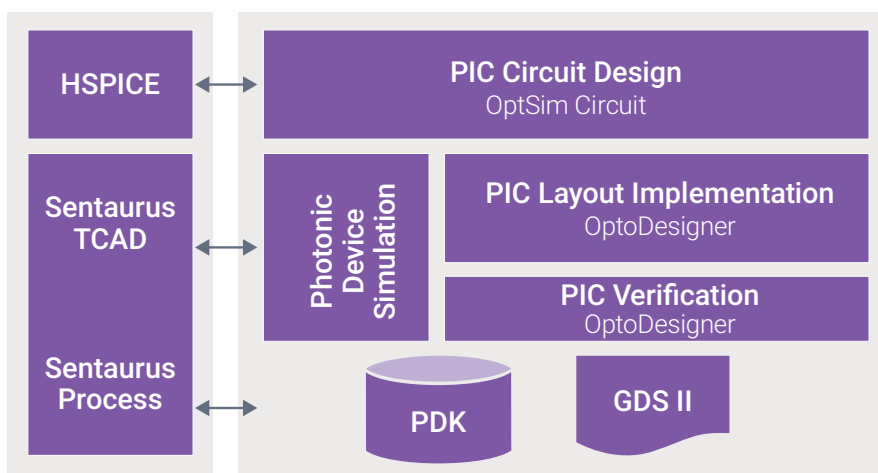 HSPICE
PIC Circuit Design
OptSim Circuit
Sentaurus
TCAD
Photonic
Device
Simulation
PIC Layout Implementation
OptoDesigner
PIC Verification
OptoDesigner
Sentaurus
Process
PDK
GDS II